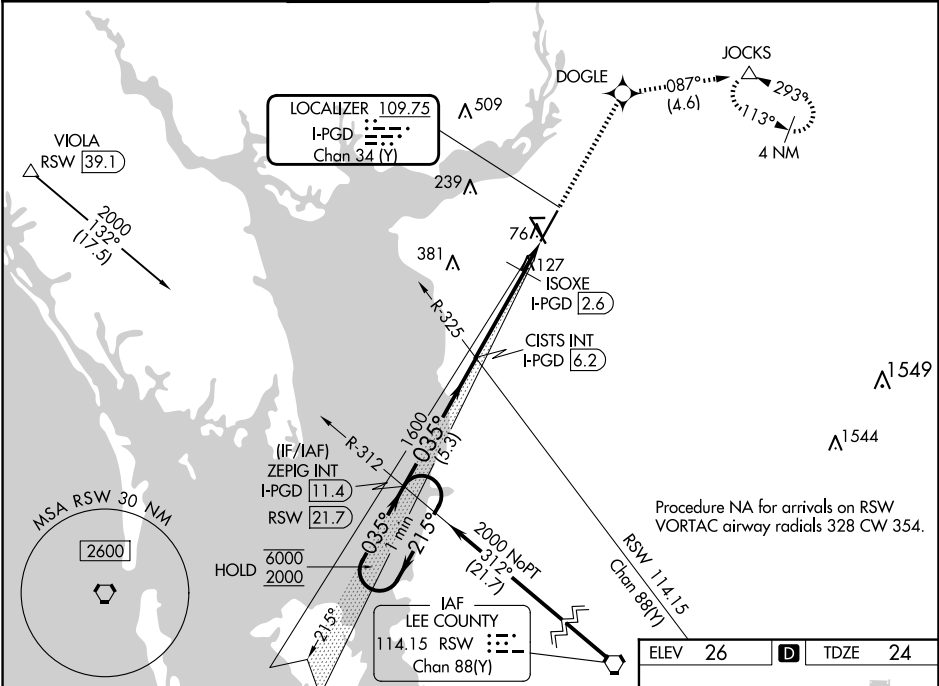 JOCKS
DOGLE
087°
(4.6)
293°
113°
4 NM
LOCALIZER 109.75
I-PGD
Chan 34 (Y)
509
VIOLA
RSW 39.1
2000
132°
(17.5)
239
76
381
127
ISOXE
I-PGD 2.6
R-325
CISTS INT
I-PGD 6.2
1549
1544
1600
035°
(5.3)
R-312
(IF/IAF)
ZEPIG INT
I-PGD 11.4
RSW 21.7
Procedure NA for arrivals on RSW
VORTAC airway radials 328 CW 354.
MSA RSW 30 NM
2600
035°
1 min
215°
HOLD 6000
2000
2000 NoPT
312°
(21.7)
RSW 114.15
Chan 88(Y)
215°
IAF
LEE COUNTY
114.15 RSW
Chan 88(Y)
ELEV 26 D TDZE 24